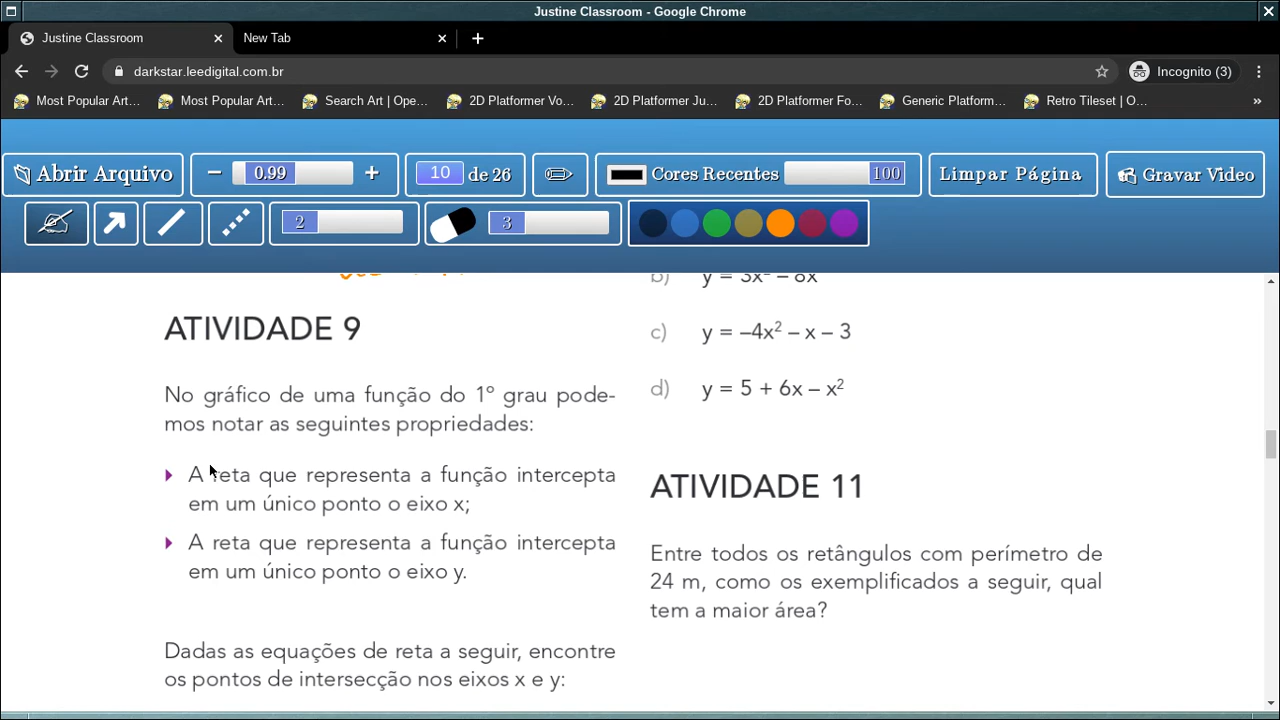 Justine Classroom - Google Chrome
Justine Classroom
New Tab
darkstar.leedigital.com.br
Incognito (3)
Most Popular Art...
Most Popular Art...
Search Art | Ope...
2D Platformer Vo...
2D Platformer Ju...
2D Platformer Fo...
Generic Platform...
Retro Tileset | O...
»
Abrir Arquivo
− 0.99 +
10 de 26
Cores Recentes 100
Limpar Página
Gravar Video
2
3
ATIVIDADE 9
No gráfico de uma função do 1º grau pode-
mos notar as seguintes propriedades:
A reta que representa a função intercepta
em um único ponto o eixo x;
A reta que representa a função intercepta
em um único ponto o eixo y.
Dadas as equações de reta a seguir, encontre
os pontos de intersecção nos eixos x e y:
b) y = 3x² – 8x
c) y = –4x² – x – 3
d) y = 5 + 6x – x²
ATIVIDADE 11
Entre todos os retângulos com perímetro de
24 m, como os exemplificados a seguir, qual
tem a maior área?